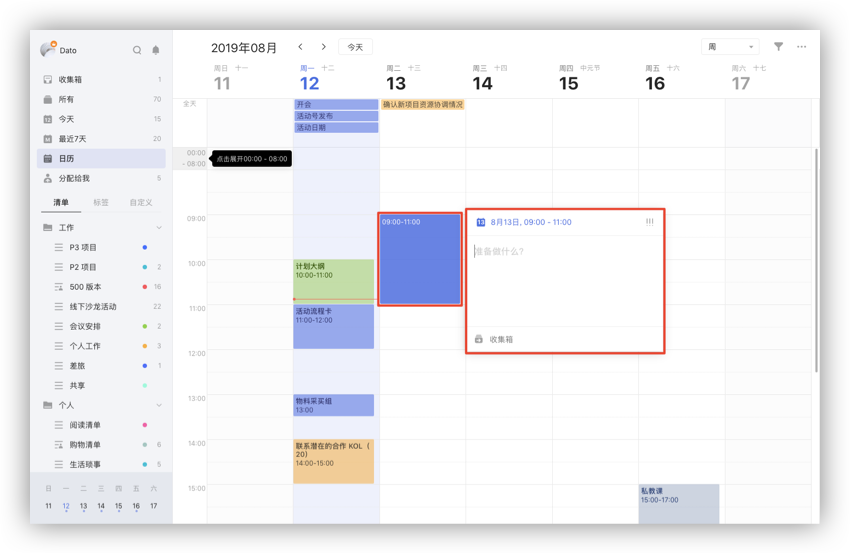 Dato
收集箱 1
所有 70
今天 20
最近7天 20
日历
分配给我 5
清单 标签 自定义
工作
P3 项目
P2 项目 2
500 版本 16
线下沙龙活动 22
会议安排 2
个人工作 3
差旅 1
共享
个人
阅读清单
购物清单 6
生活琐事 5
日 一 二 三 四 五 六
11 12 13 14 15 16 17
2019年08月 < > 今天 周
周日 十一 周一 十二 周二 十三 周三 十四 周四 中元节 周五 十六 周六 十七
11 12 13 14 15 16 17
全天
开会
活动号发布
活动日期
确认新项目资源协调情况
00:00
- 08:00
点击展开00:00 - 08:00
09:00
10:00
11:00
12:00
13:00
14:00
15:00
计划大纲
10:00-11:00
活动流程卡
11:00-12:00
物料采买组
13:00
联系潜在的合作 KOL（
20)
14:00-15:00
09:00-11:00
13 8月13日, 09:00 - 11:00 !!!
准备做什么?
收集箱
私教课
15:00-17:00